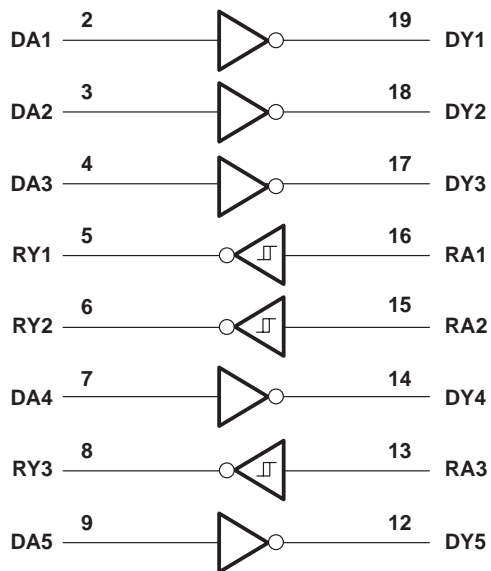 DA1 2 19 DY1
DA2 3 18 DY2
DA3 4 17 DY3
RY1 5 16 RA1
RY2 6 15 RA2
DA4 7 14 DY4
RY3 8 13 RA3
DA5 9 12 DY5